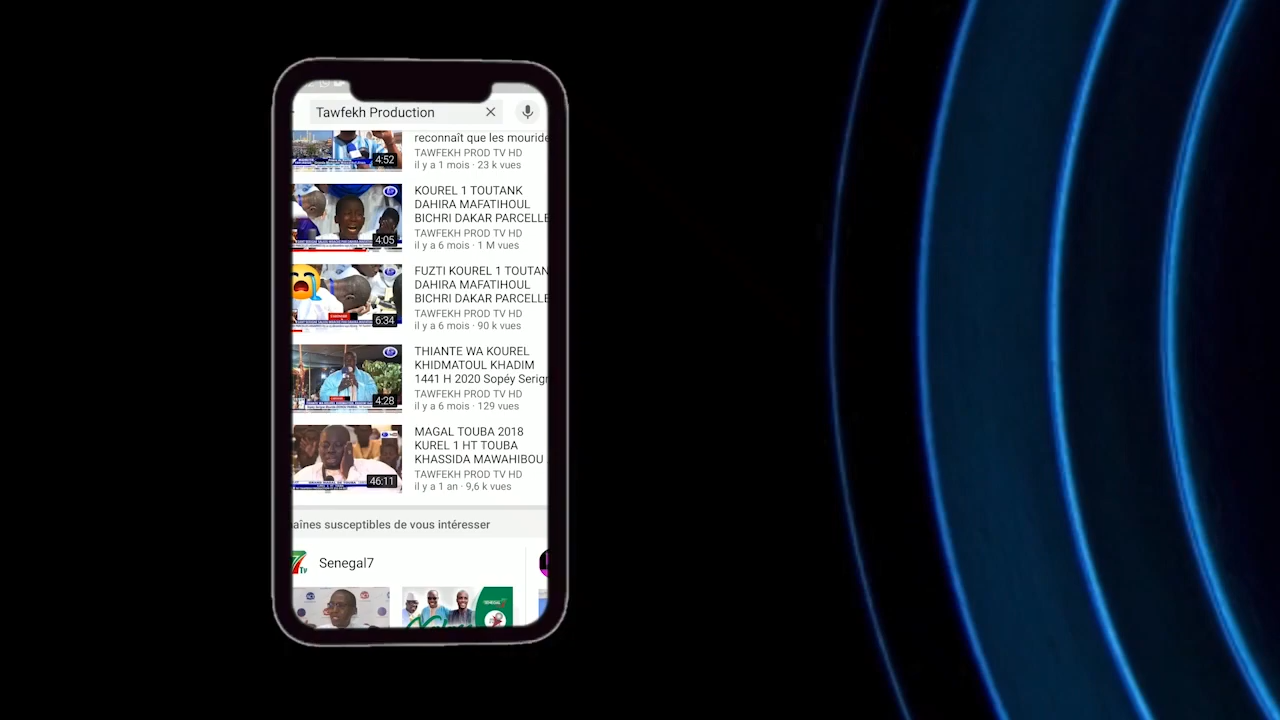 Tawfekh Production
reconnaît que les mouride
TAWFEKH PROD TV HD
il y a 1 mois · 23 k vues
4:52
KOUREL 1 TOUTANK
DAHIRA MAFATIHOUL
BICHRI DAKAR PARCELLE
TAWFEKH PROD TV HD
il y a 6 mois · 1 M vues
4:05
FUZTI KOUREL 1 TOUTAN
DAHIRA MAFATIHOUL
BICHRI DAKAR PARCELLE
TAWFEKH PROD TV HD
il y a 6 mois · 90 k vues
6:34
THIANTE WA KOUREL
KHIDMATOUL KHADIM
1441 H 2020 Sopéy Serign
TAWFEKH PROD TV HD
il y a 6 mois · 129 vues
4:28
MAGAL TOUBA 2018
KUREL 1 HT TOUBA
KHASSIDA MAWAHIBOU
TAWFEKH PROD TV HD
il y a 1 an · 9,6 k vues
46:11
aînes susceptibles de vous intéresser
7 Tv
Senegal7